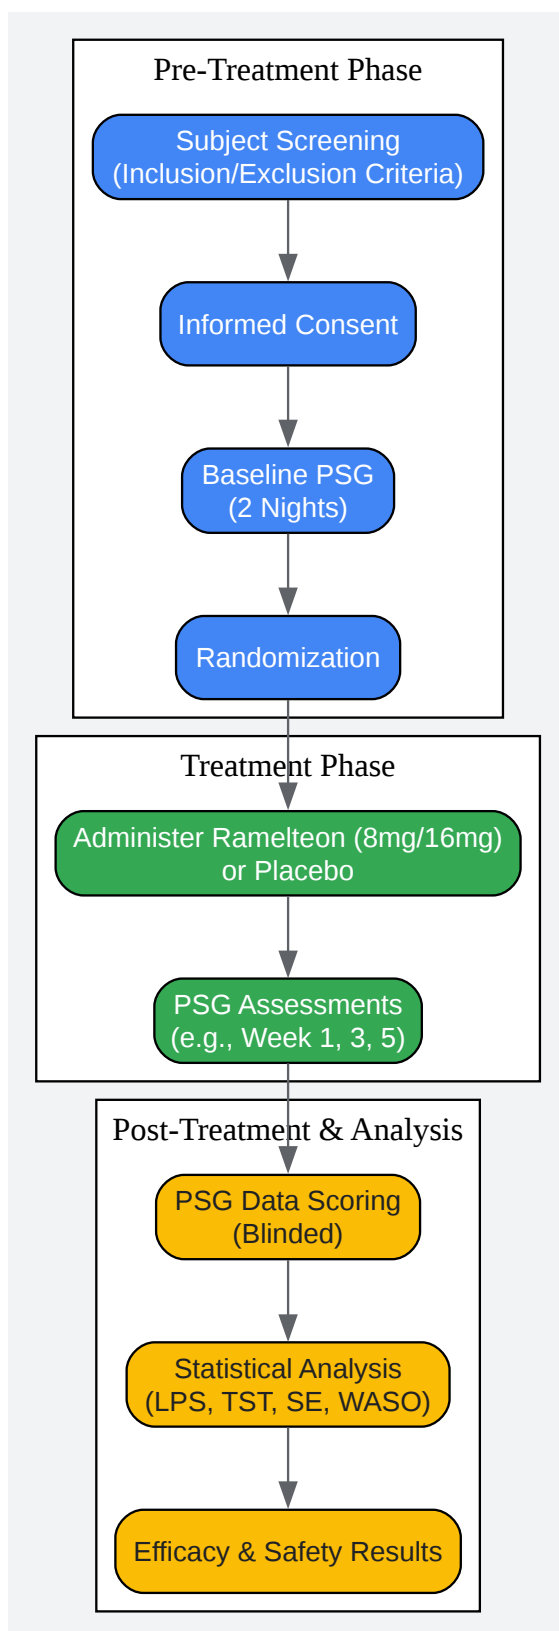 Pre-Treatment Phase
Subject Screening
(Inclusion/Exclusion Criteria)
Informed Consent
Baseline PSG
(2 Nights)
Randomization
Treatment Phase
Administer Ramelteon (8mg/16mg)
or Placebo
PSG Assessments
(e.g., Week 1, 3, 5)
Post-Treatment & Analysis
PSG Data Scoring
(Blinded)
Statistical Analysis
(LPS, TST, SE, WASO)
Efficacy & Safety Results